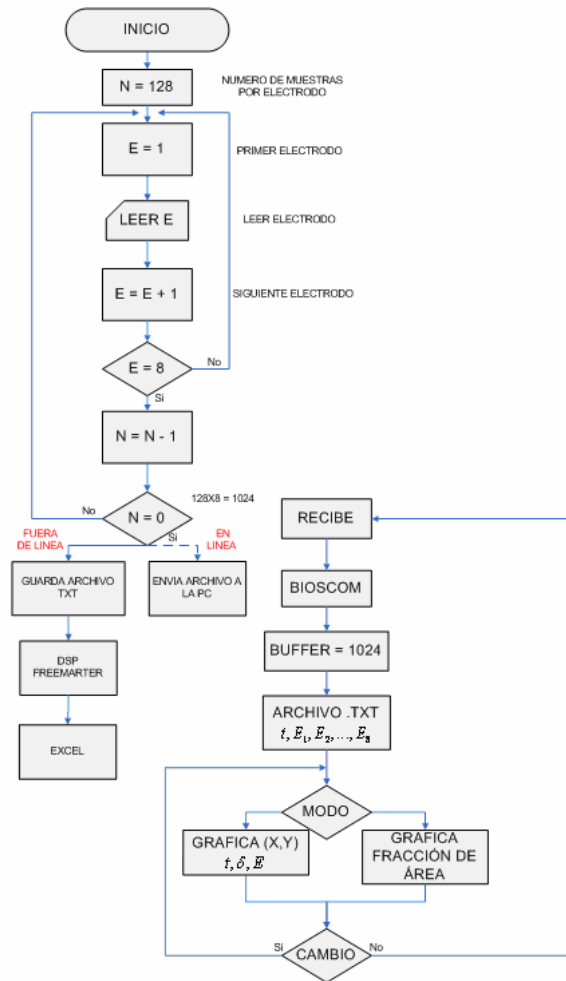 INICIO
N = 128
NUMERO DE MUESTRAS
POR ELECTRODO
E = 1
PRIMER ELECTRODO
LEER E
LEER ELECTRODO
E = E + 1
SIGUIENTE ELECTRODO
E = 8
No
Si
N = N - 1
N = 0
128X8 = 1024
No
Si
FUERA
DE LINEA
EN
LINEA
GUARDA ARCHIVO
TXT
ENVIA ARCHIVO A
LA PC
DSP
FREEMARTER
EXCEL
RECIBE
BIOSCOM
BUFFER = 1024
ARCHIVO .TXT
t, E₁, E₂, ..., E₈
MODO
GRAFICA (X,Y)
t, δ, E
GRAFICA
FRACCIÓN DE
ÁREA
Si
CAMBIO
No